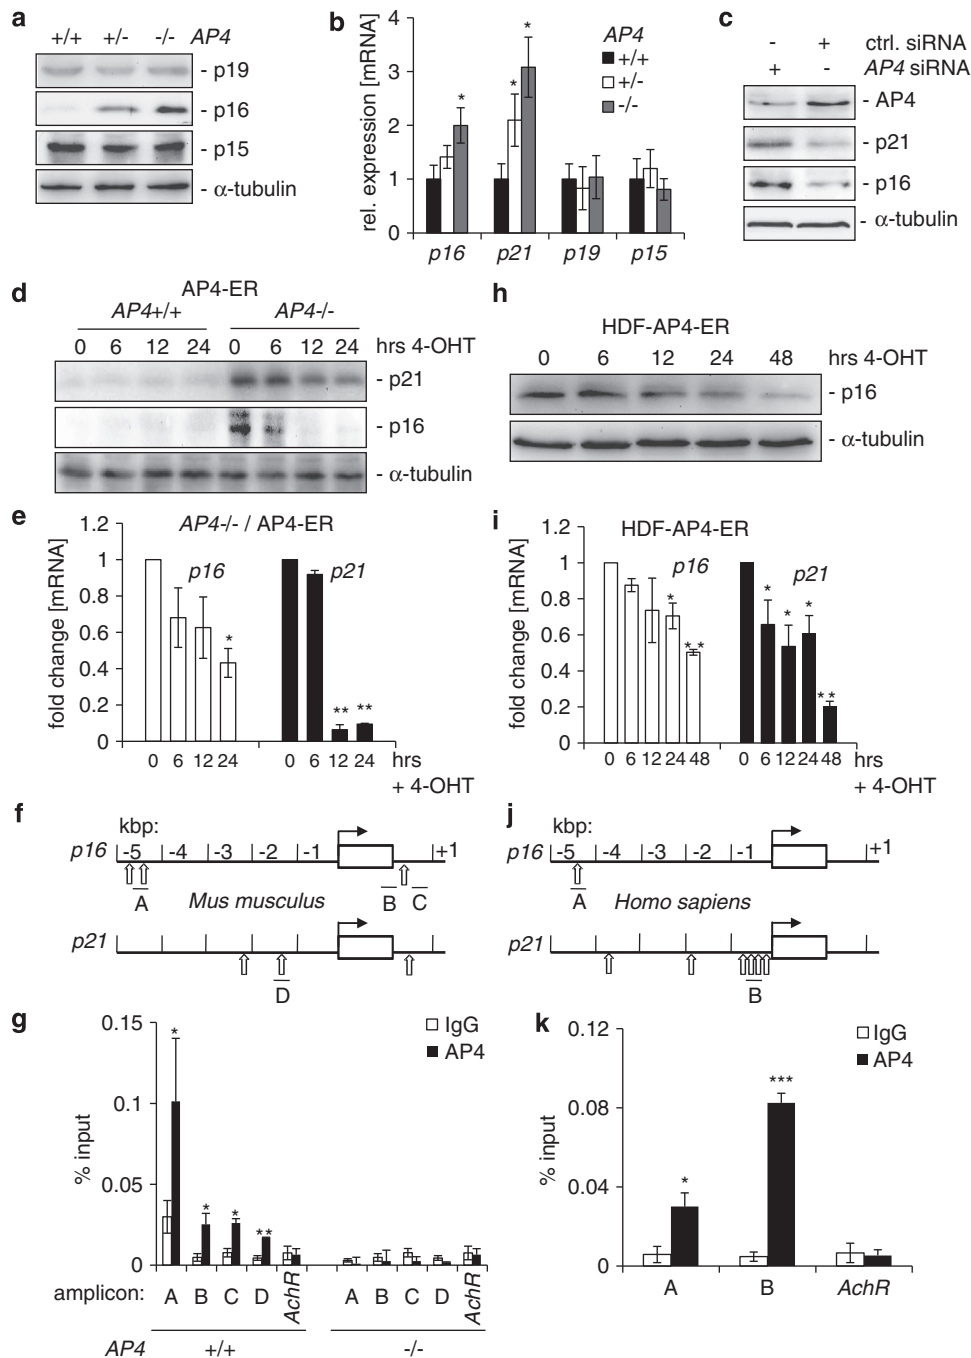 a
+/+ +/- -/- AP4
- p19
- p16
- p15
- α-tubulin
b
rel. expression [mRNA]
4
3
2
1
0
AP4
+/+
+/-
-/-
*
*
*
p16 p21 p19 p15
c
- + ctrl. siRNA
+ - AP4 siRNA
- AP4
- p21
- p16
- α-tubulin
d
AP4-ER
AP4+/+ AP4-/-
0 6 12 24 0 6 12 24 hrs 4-OHT
- p21
- p16
- α-tubulin
h
HDF-AP4-ER
0 6 12 24 48 hrs 4-OHT
- p16
- α-tubulin
e
AP4-/- / AP4-ER
fold change [mRNA]
1.2
1
0.8
0.6
0.4
0.2
0
p16 p21
*
** **
0 6 12 24 0 6 12 24 hrs
+ 4-OHT
i
HDF-AP4-ER
fold change [mRNA]
1.2
1
0.8
0.6
0.4
0.2
0
p16 p21
*
**
* * *
**
0 6 12 24 48 0 6 12 24 48 hrs
+ 4-OHT
f
kbp:
p16 -5 -4 -3 -2 -1 +1
A Mus musculus B C
p21
D
j
kbp:
p16 -5 -4 -3 -2 -1 +1
A Homo sapiens
p21
B
g
% input
0.15
0.1
0.05
0
IgG
AP4
*
* * **
amplicon: A B C D AchR A B C D AchR
AP4 +/+ -/-
k
% input
0.12
0.08
0.04
0
IgG
AP4
*
***
A B AchR